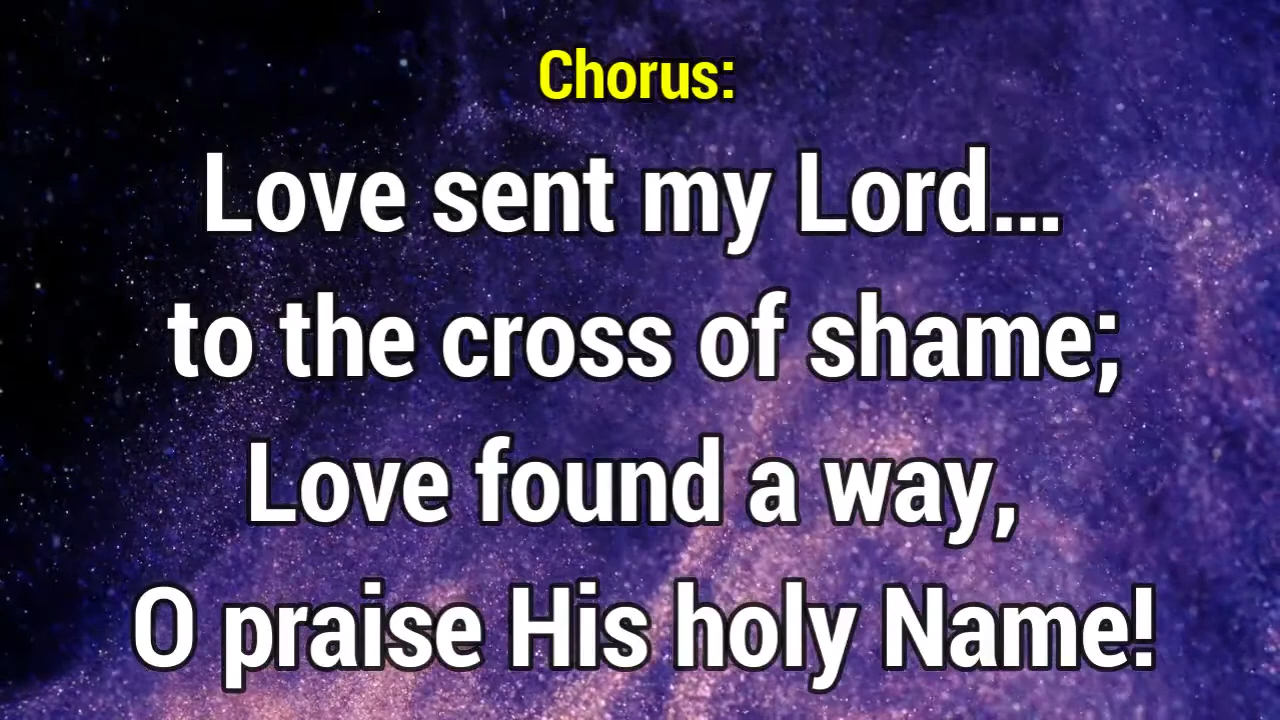 Chorus:
Love sent my Lord...
to the cross of shame;
Love found a way,
O praise His holy Name!